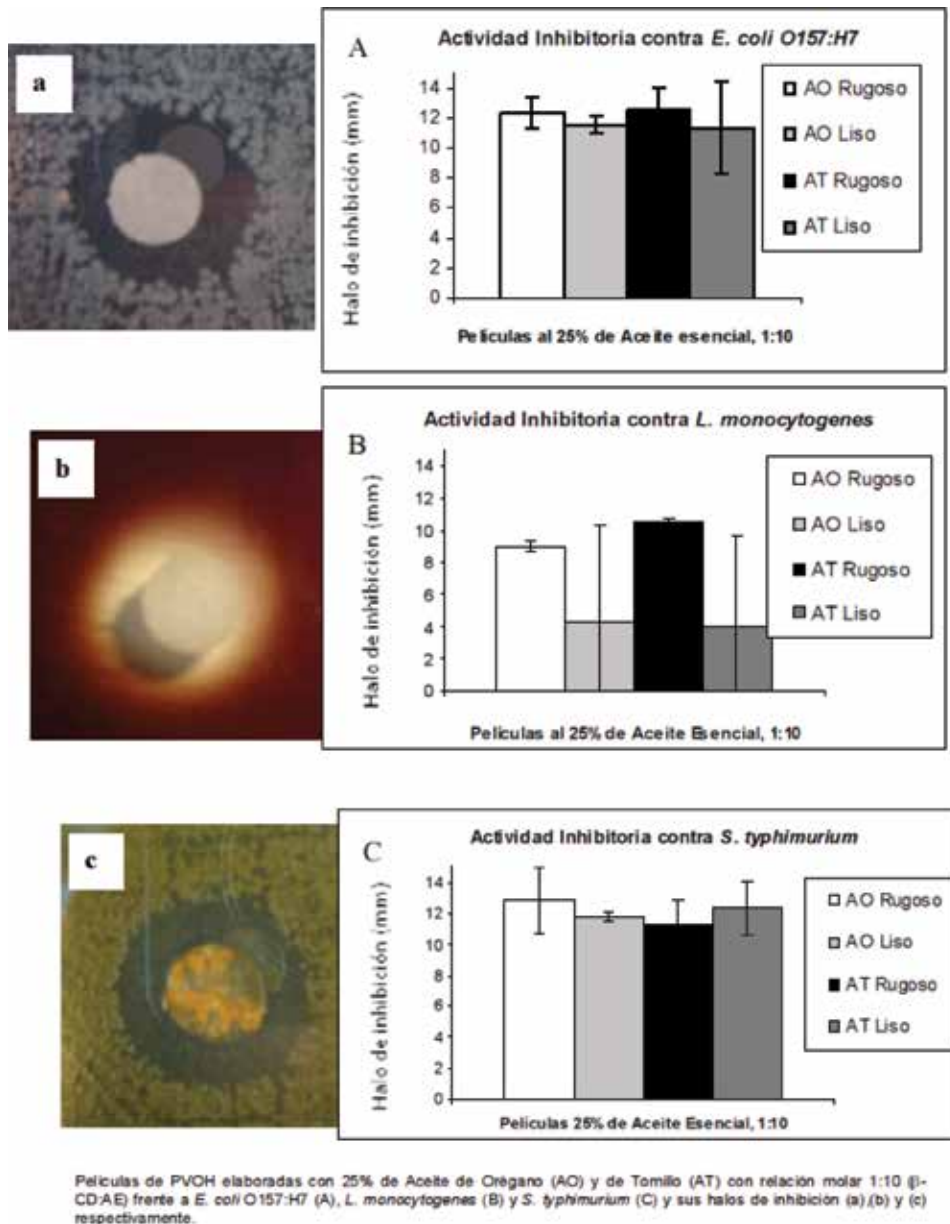 a
A
Actividad Inhibitoria contra E. coli O157:H7
Halo de inhibición (mm)
14
12
10
8
6
4
2
0
AO Rugoso
AO Liso
AT Rugoso
AT Liso
Películas al 25% de Aceite esencial, 1:10
b
B
Actividad Inhibitoria contra L. monocytogenes
Halo de inhibición (mm)
14
12
10
8
6
4
2
0
AO Rugoso
AO Liso
AT Rugoso
AT Liso
Películas al 25% de Aceite Esencial, 1:10
c
C
Actividad Inhibitoria contra S. typhimurium
Halo de inhibición (mm)
14
12
10
8
6
4
2
0
AO Rugoso
AO Liso
AT Rugoso
AT Liso
Películas 25% de Aceite Esencial, 1:10
Películas de PVOH elaboradas con 25% de Aceite de Orégano (AO) y de Tomillo (AT) con relación molar 1:10 (β-
CD:AE) frente a E. coli O157:H7 (A), L. monocytogenes (B) y S. typhimurium (C) y sus halos de inhibición (a),(b) y (c)
respectivamente.